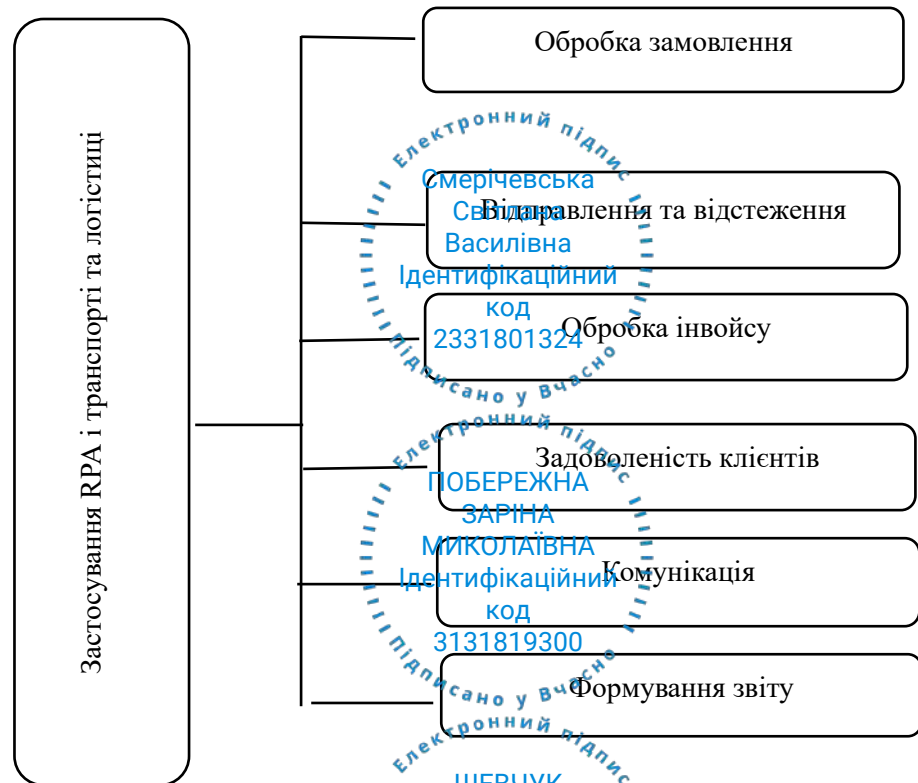 Застосування RPA і транспорті та логістиці
Обробка замовлення
Відправлення та відстеження
Обробка інвойсу
Задоволеність клієнтів
Комунікація
Формування звіту
Електронний підпис
Смерічевська
Світлана
Василівна
Ідентифікаційний
код
2331801324
Підписано у Вчасно
Електронний підпис
ПОБЕРЕЖНА
ЗАРІНА
МИКОЛАЇВНА
Ідентифікаційний
код
3131819300
Підписано у Вчасно
Електронний підпис
ШЕВЧУК